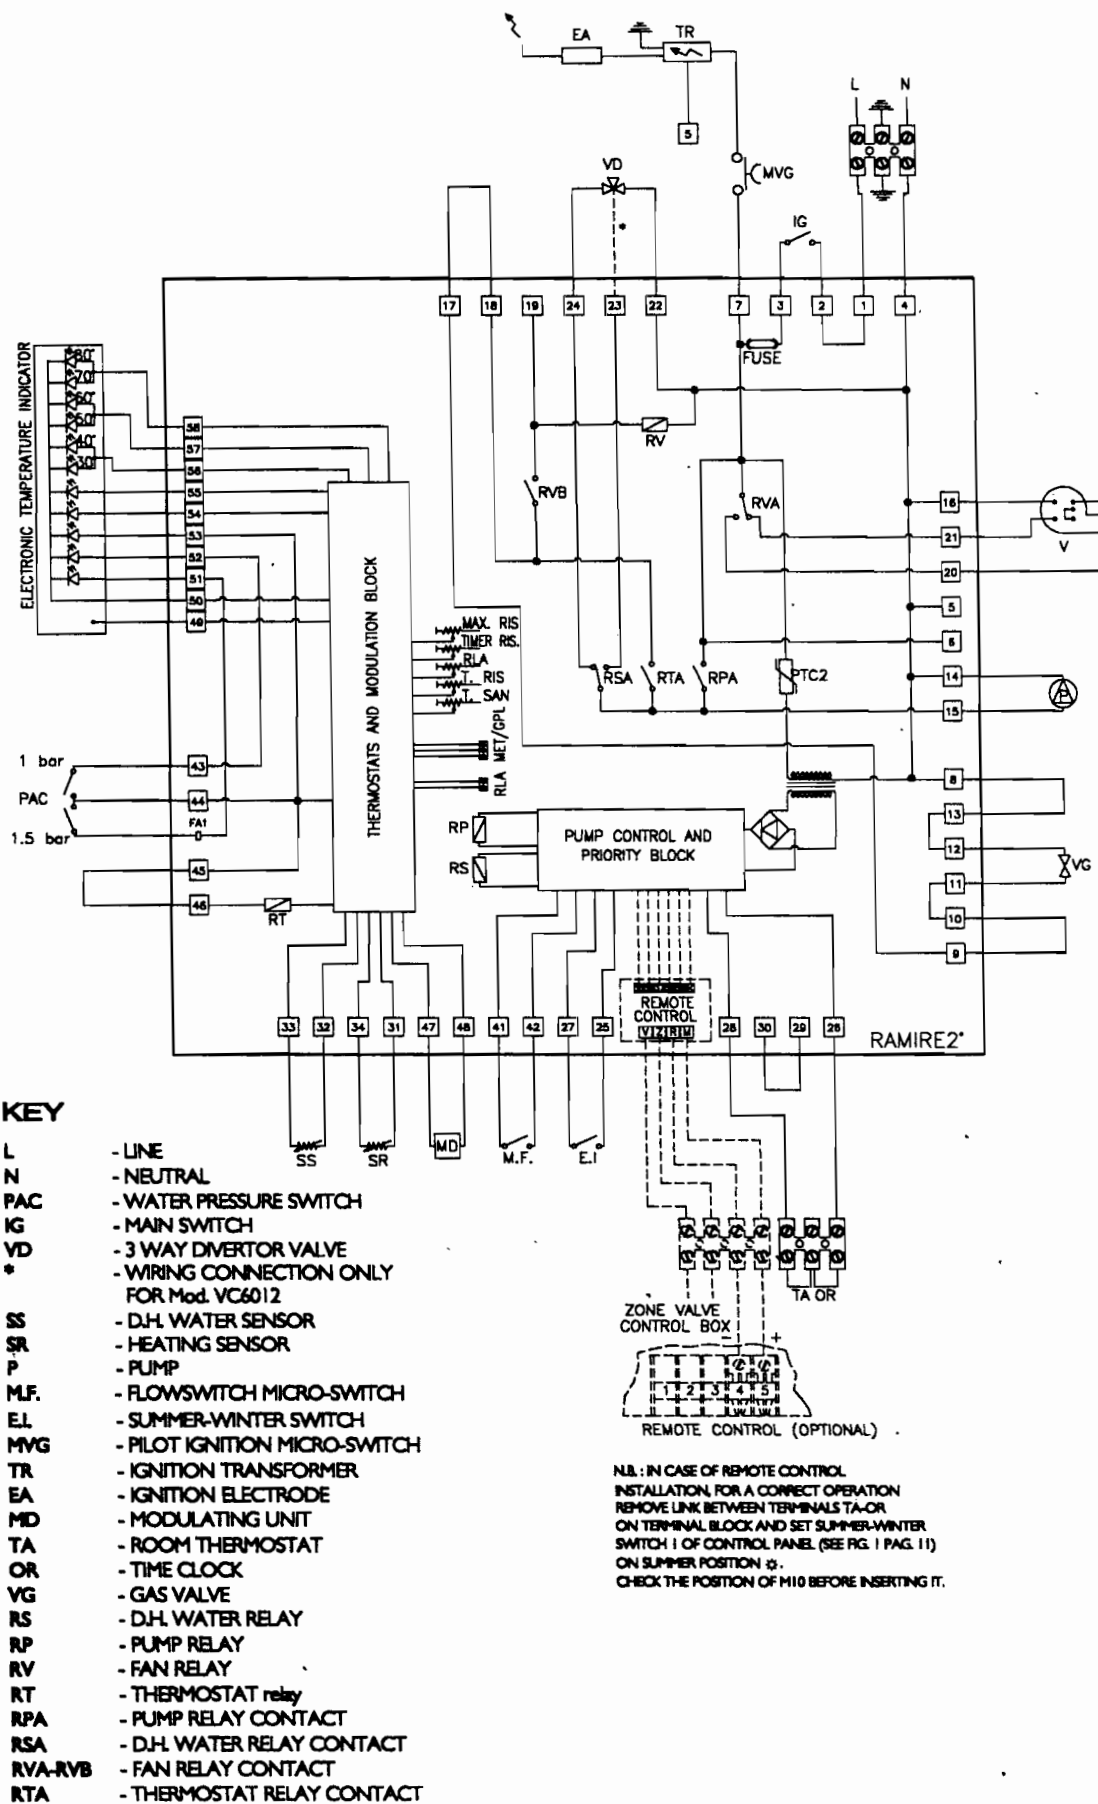 EA
TR
L N
5
MVG
VD
*
IG
17 18 19 24 23 22 7 3 2 1 4
FUSE
ELECTRONIC TEMPERATURE INDICATOR
80°
70°
60°
50°
40°
30°
58
57
56
55
54
53
52
51
50
49
RV
RVB
RVA
16
21
20
5
6
14
15
V
P
THERMOSTATS AND MODULATION BLOCK
MAX. RIS
TIMER RIS.
RLA
T. RIS
T. SAN
MET/GPL
RLA
RSA RTA RPA PTC2
1 bar
PAC
1.5 bar
43
44
FA1
45
46
RT
RP
RS
PUMP CONTROL AND
PRIORITY BLOCK
8
13
12
11
10
9
VG
REMOTE
CONTROL
V Z R M
33 32 34 31 47 48 41 42 27 25 28 30 29 26
RAMIRE2°
SS SR MD M.F. E.I
TA OR
ZONE VALVE
CONTROL BOX
- +
1 2 3 4 5
REMOTE CONTROL (OPTIONAL)
KEY
L - LINE
N - NEUTRAL
PAC - WATER PRESSURE SWITCH
IG - MAIN SWITCH
VD - 3 WAY DIVERTOR VALVE
* - WIRING CONNECTION ONLY
FOR Mod. VC6012
SS - D.H. WATER SENSOR
SR - HEATING SENSOR
P - PUMP
M.F. - FLOWSWITCH MICRO-SWITCH
E.I. - SUMMER-WINTER SWITCH
MVG - PILOT IGNITION MICRO-SWITCH
TR - IGNITION TRANSFORMER
EA - IGNITION ELECTRODE
MD - MODULATING UNIT
TA - ROOM THERMOSTAT
OR - TIME CLOCK
VG - GAS VALVE
RS - D.H. WATER RELAY
RP - PUMP RELAY
RV - FAN RELAY
RT - THERMOSTAT relay
RPA - PUMP RELAY CONTACT
RSA - D.H. WATER RELAY CONTACT
RVA-RVB - FAN RELAY CONTACT
RTA - THERMOSTAT RELAY CONTACT
N.B. : IN CASE OF REMOTE CONTROL
INSTALLATION, FOR A CORRECT OPERATION
REMOVE LINK BETWEEN TERMINALS TA-OR
ON TERMINAL BLOCK AND SET SUMMER-WINTER
SWITCH 1 OF CONTROL PANEL (SEE FIG. 1 PAG. 11)
ON SUMMER POSITION ☼.
CHECK THE POSITION OF M10 BEFORE INSERTING IT.